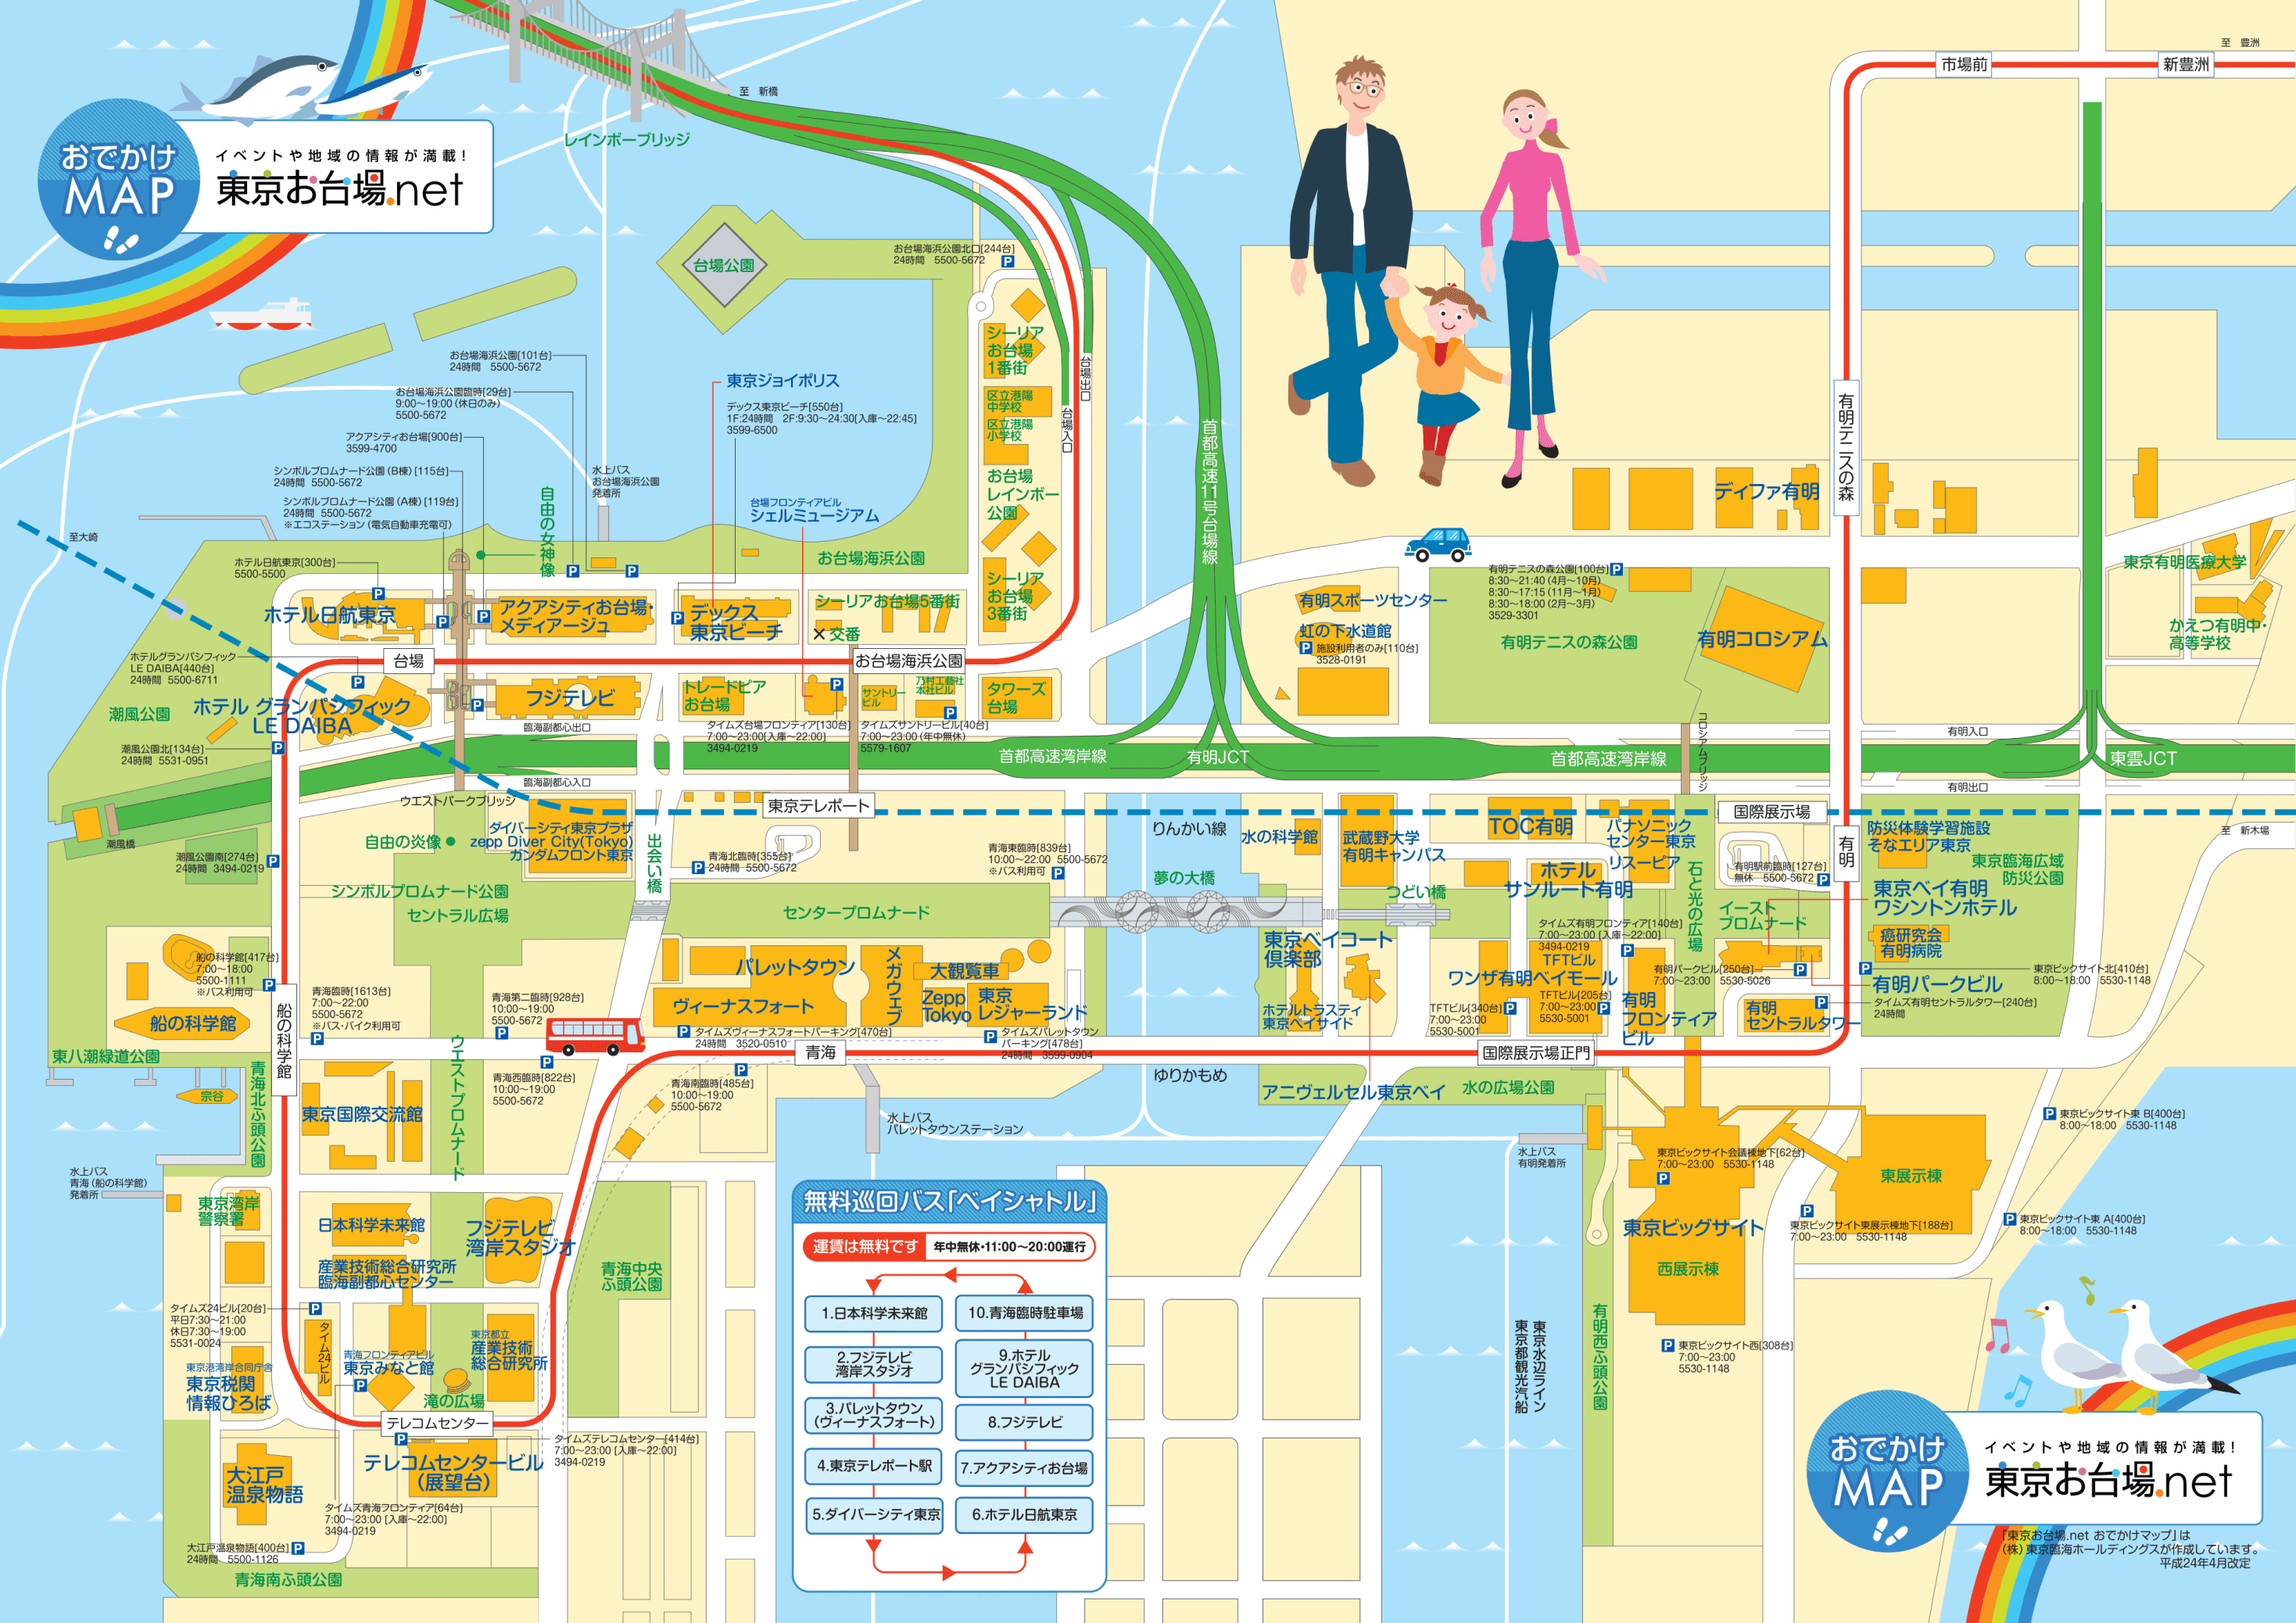 おでかけ
MAP
イベントや地域の情報が満載！
東京お台場.net
至 新橋
レインボーブリッジ
台場公園
お台場海浜公園北口[244台]
24時間 5500-5672
シーリア
お台場
1番街
区立港陽
中学校
区立港陽
小学校
お台場
レインボー
公園
シーリア
お台場
3番街
台場出口
台場入口
首都高速11号台場線
市場前
新豊洲
至 豊洲
有明テニスの森
お台場海浜公園[101台]
24時間 5500-5672
お台場海浜公園臨時[29台]
9:00～19:00 (休日のみ)
5500-5672
アクアシティお台場[900台]
3599-4700
シンボルプロムナード公園 (B棟) [115台]
24時間 5500-5672
シンボルプロムナード公園 (A棟) [119台]
24時間 5500-5672
※エコステーション (電気自動車充電可)
自由の女神像
水上バス
お台場海浜公園
発着所
東京ジョイポリス
デックス東京ビーチ[550台]
1F:24時間 2F:9:30～24:30[入庫～22:45]
3599-6500
台場フロンティアビル
シェルミュージアム
お台場海浜公園
至大崎
ホテル日航東京[300台]
5500-5500
ホテル日航東京
アクアシティお台場・
メディアージュ
デックス
東京ビーチ
シーリアお台場5番街
交番
台場
お台場海浜公園
ホテルグランパシフィック
LE DAIBA[440台]
24時間 5500-6711
ホテル グランパシフィック
LE DAIBA
潮風公園
潮風公園北[134台]
24時間 5531-0951
フジテレビ
トレードピア
お台場
サントリー
ビル
乃村工藝社
本社ビル
タワーズ
台場
臨海副都心出口
タイムズ台場フロンティア[130台]
7:00～23:00[入庫～22:00]
3494-0219
タイムズサントリービル[40台]
7:00～23:00 (年中無休)
5579-1607
首都高速湾岸線
有明JCT
首都高速湾岸線
東雲JCT
臨海副都心入口
有明入口
有明出口
コロシアムブリッジ
ディファ有明
有明スポーツセンター
虹の下水道館
施設利用者のみ[110台]
3528-0191
有明テニスの森公園[100台]
8:30～21:40 (4月～10月)
8:30～17:15 (11月～1月)
8:30～18:00 (2月～3月)
3529-3301
有明テニスの森公園
有明コロシアム
東京有明医療大学
かえつ有明中・
高等学校
潮風橋
潮風公園南[274台]
24時間 3494-0219
ウエストパークブリッジ
自由の炎像
ダイバーシティ東京プラザ
zepp Diver City(Tokyo)
ガンダムフロント東京
出会い橋
東京テレポート
青海北臨時[355台]
24時間 5500-5672
青海東臨時[839台]
10:00～22:00 5500-5672
※バス利用可
りんかい線
夢の大橋
水の科学館
武蔵野大学
有明キャンパス
TOC有明
パナソニック
センター東京
リスーピア
国際展示場
有明
防災体験学習施設
そなエリア東京
東京臨海広域
防災公園
至 新木場
シンボルプロムナード公園
セントラル広場
センタープロムナード
つどい橋
ホテル
サンルート有明
石と光の広場
有明駅前臨時[127台]
無休 5500-5672
イースト
プロムナード
東京ベイ有明
ワシントンホテル
癌研究会
有明病院
有明パークビル
東京ビックサイト北[410台]
8:00～18:00 5530-1148
タイムズ有明セントラルタワー[240台]
24時間
船の科学館[417台]
7:00～18:00
5500-1111
※バス利用可
船の科学館
東八潮緑道公園
宗谷
船の科学館
青海臨時[1613台]
7:00～22:00
5500-5672
※バス・バイク利用可
青海第二臨時[928台]
10:00～19:00
5500-5672
パレットタウン
メガウェブ
大観覧車
ヴィーナスフォート
Zepp
Tokyo
東京
レジャーランド
タイムズヴィーナスフォートパーキング[470台]
24時間 3520-0510
タイムズパレットタウン
パーキング[478台]
24時間 3599-0904
東京ベイコート
倶楽部
ホテルトラスティ
東京ベイサイド
タイムズ有明フロンティア[140台]
7:00～23:00 [入庫～22:00]
3494-0219
TFTビル
ワンザ有明ベイモール
TFTビル[340台]
7:00～23:00
5530-5001
TFTビル[205台]
7:00～23:00
5530-5001
有明
フロンティア
ビル
有明パークビル[250台]
7:00～23:00 5530-5026
有明
セントラルタワー
青海
国際展示場正門
ゆりかもめ
アニヴェルセル東京ベイ
水の広場公園
青海北ふ頭公園
東京国際交流館
ウエストプロムナード
青海西臨時[822台]
10:00～19:00
5500-5672
青海南臨時[485台]
10:00～19:00
5500-5672
水上バス
パレットタウンステーション
水上バス
有明発着所
水上バス
青海 (船の科学館)
発着所
東京湾岸
警察署
日本科学未来館
フジテレビ
湾岸スタジオ
産業技術総合研究所
臨海副都心センター
青海中央
ふ頭公園
タイムズ24ビル[20台]
平日7:30～21:00
休日7:30～19:00
5531-0024
タイム24ビル
東京港湾岸合同庁舎
東京税関
情報ひろば
青海フロンティアビル
東京みなと館
東京都立
産業技術
総合研究所
滝の広場
テレコムセンター
テレコムセンタービル
(展望台)
タイムズテレコムセンター[414台]
7:00～23:00 [入庫～22:00]
3494-0219
大江戸
温泉物語
タイムズ青海フロンティア[64台]
7:00～23:00 [入庫～22:00]
3494-0219
大江戸温泉物語[400台]
24時間 5500-1126
青海南ふ頭公園
無料巡回バス「ベイシャトル」
運賃は無料です
年中無休・11:00～20:00運行
1.日本科学未来館
2.フジテレビ
湾岸スタジオ
3.パレットタウン
(ヴィーナスフォート)
4.東京テレポート駅
5.ダイバーシティ東京
10.青海臨時駐車場
9.ホテル
グランパシフィック
LE DAIBA
8.フジテレビ
7.アクアシティお台場
6.ホテル日航東京
東京水辺ライン
東京都観光汽船
有明西ふ頭公園
東京ビックサイト会議棟地下[62台]
7:00～23:00 5530-1148
東京ビッグサイト
西展示棟
東展示棟
東京ビックサイト東展示棟地下[188台]
7:00～23:00 5530-1148
東京ビックサイト東 B[400台]
8:00～18:00 5530-1148
東京ビックサイト東 A[400台]
8:00～18:00 5530-1148
東京ビックサイト西[308台]
7:00～23:00
5530-1148
おでかけ
MAP
イベントや地域の情報が満載！
東京お台場.net
「東京お台場.net おでかけマップ」は
(株) 東京臨海ホールディングスが作成しています。
平成24年4月改定